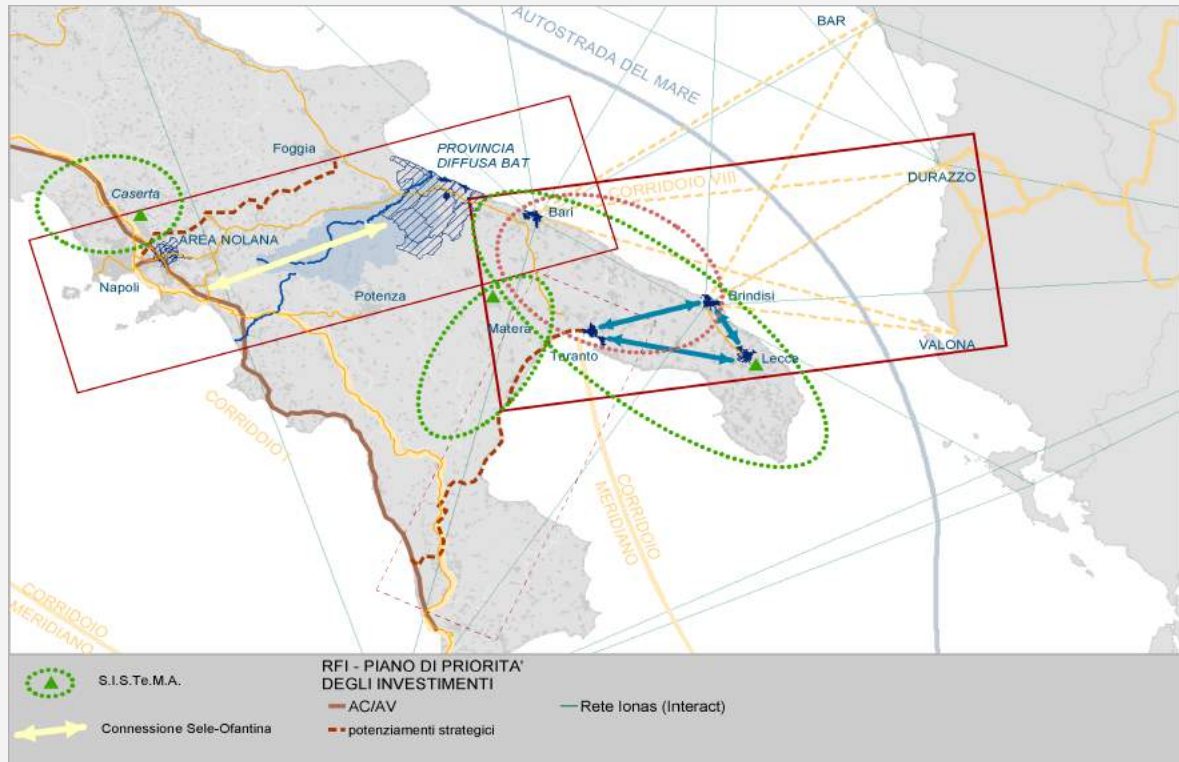 BAR
AUTOSTRADA DEL MARE
Foggia
PROVINCIA
DIFFUSA BAT
Caserta
CORRIDOIO VIII
DURAZZO
Bari
AREA NOLANA
Napoli
Potenza
Brindisi
Matera
Taranto
VALONA
Lecce
CORRIDOIO I
CORRIDOIO
MERIDIANO
CORRIDOIO
MERIDIANO
S.I.S.Te.M.A.
Connessione Sele-Ofantina
RFI - PIANO DI PRIORITA'
DEGLI INVESTIMENTI
AC/AV
potenziamenti strategici
Rete Ionas (Interact)